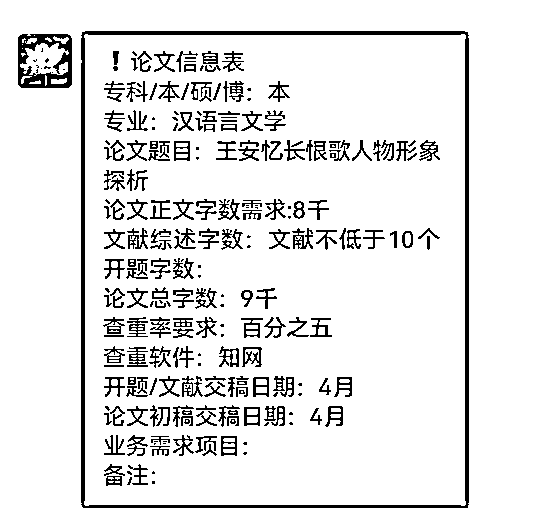 ❗论文信息表
专科/本/硕/博：本
专业：汉语言文学
论文题目：王安忆长恨歌人物形象
探析
论文正文字数需求:8千
文献综述字数：文献不低于10个
开题字数：
论文总字数：9千
查重率要求：百分之五
查重软件：知网
开题/文献交稿日期：4月
论文初稿交稿日期：4月
业务需求项目：
备注：